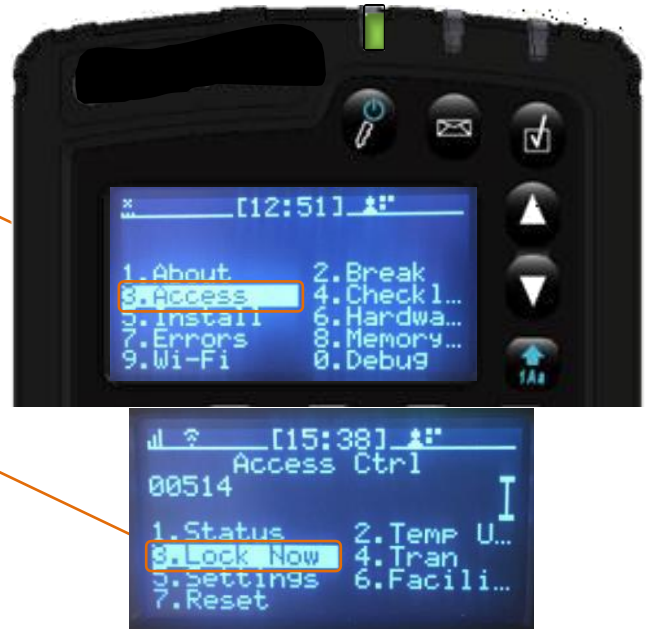 [12:51]
1.About 2.Break
3.Access 4.Checkl…
5.Install 6.Hardwa…
7.Errors 8.Memory…
9.Wi-Fi 0.Debug
1Aa
[15:38]
Access Ctrl
00514
1.Status 2.Temp U…
3.Lock Now 4.Tran
5.Settings 6.Facili…
7.Reset